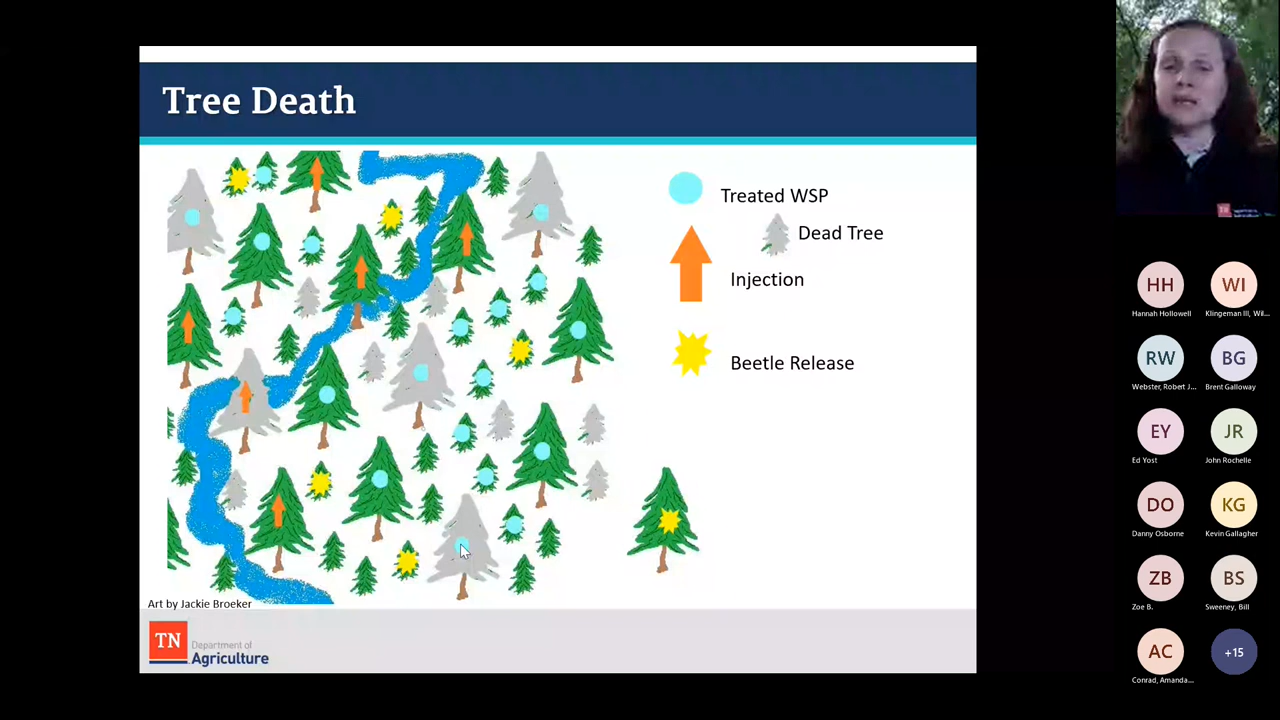 Tree Death
Treated WSP
Dead Tree
Injection
Beetle Release
Art by Jackie Broeker
TN
Department of
Agriculture
TN
HH
Hannah Hollowell
WI
Klingeman III, Wil...
RW
Webster, Robert J...
BG
Brent Galloway
EY
Ed Yost
JR
John Rochelle
DO
Danny Osborne
KG
Kevin Gallagher
ZB
Zoe B.
BS
Sweeney, Bill
AC
Conrad, Amanda...
+15